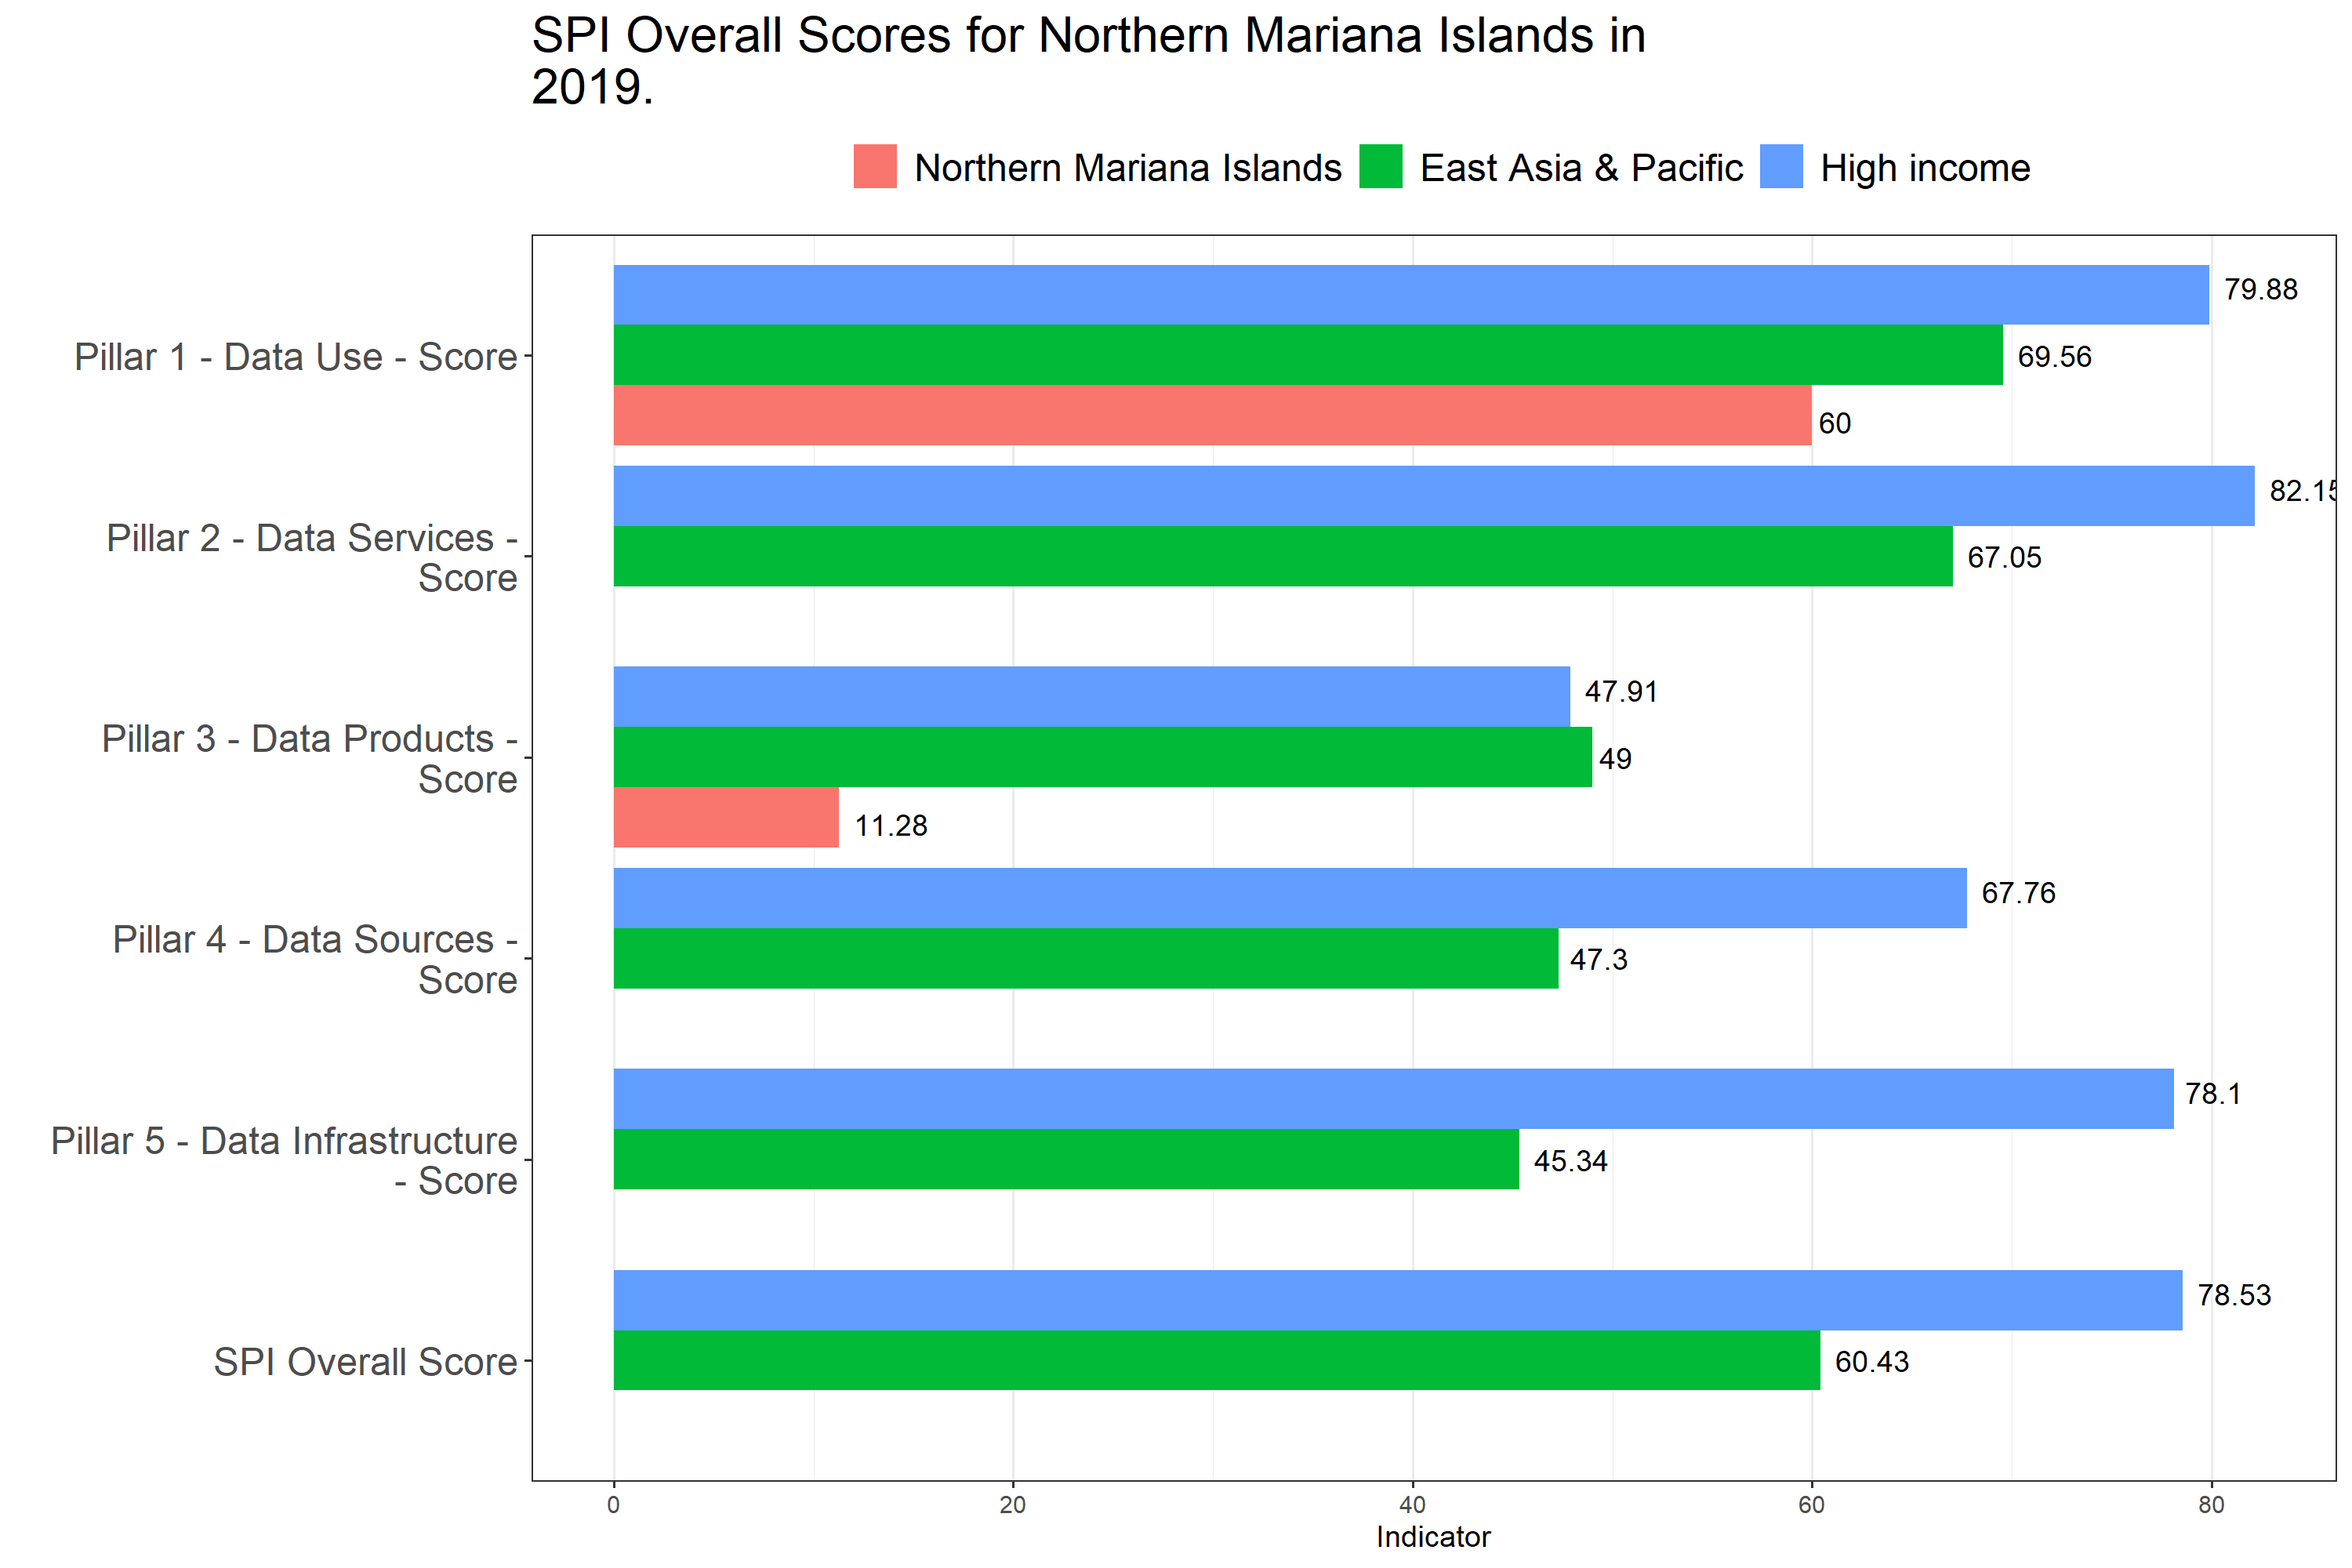 SPI Overall Scores for Northern Mariana Islands in
2019.
Northern Mariana Islands East Asia & Pacific High income
79.88
Pillar 1 - Data Use - Score
69.56
60
82.15
Pillar 2 - Data Services -
Score
67.05
47.91
Pillar 3 - Data Products -
Score
49
11.28
67.76
Pillar 4 - Data Sources -
Score
47.3
78.1
Pillar 5 - Data Infrastructure
- Score
45.34
78.53
SPI Overall Score
60.43
0 20 40 60 80
Indicator